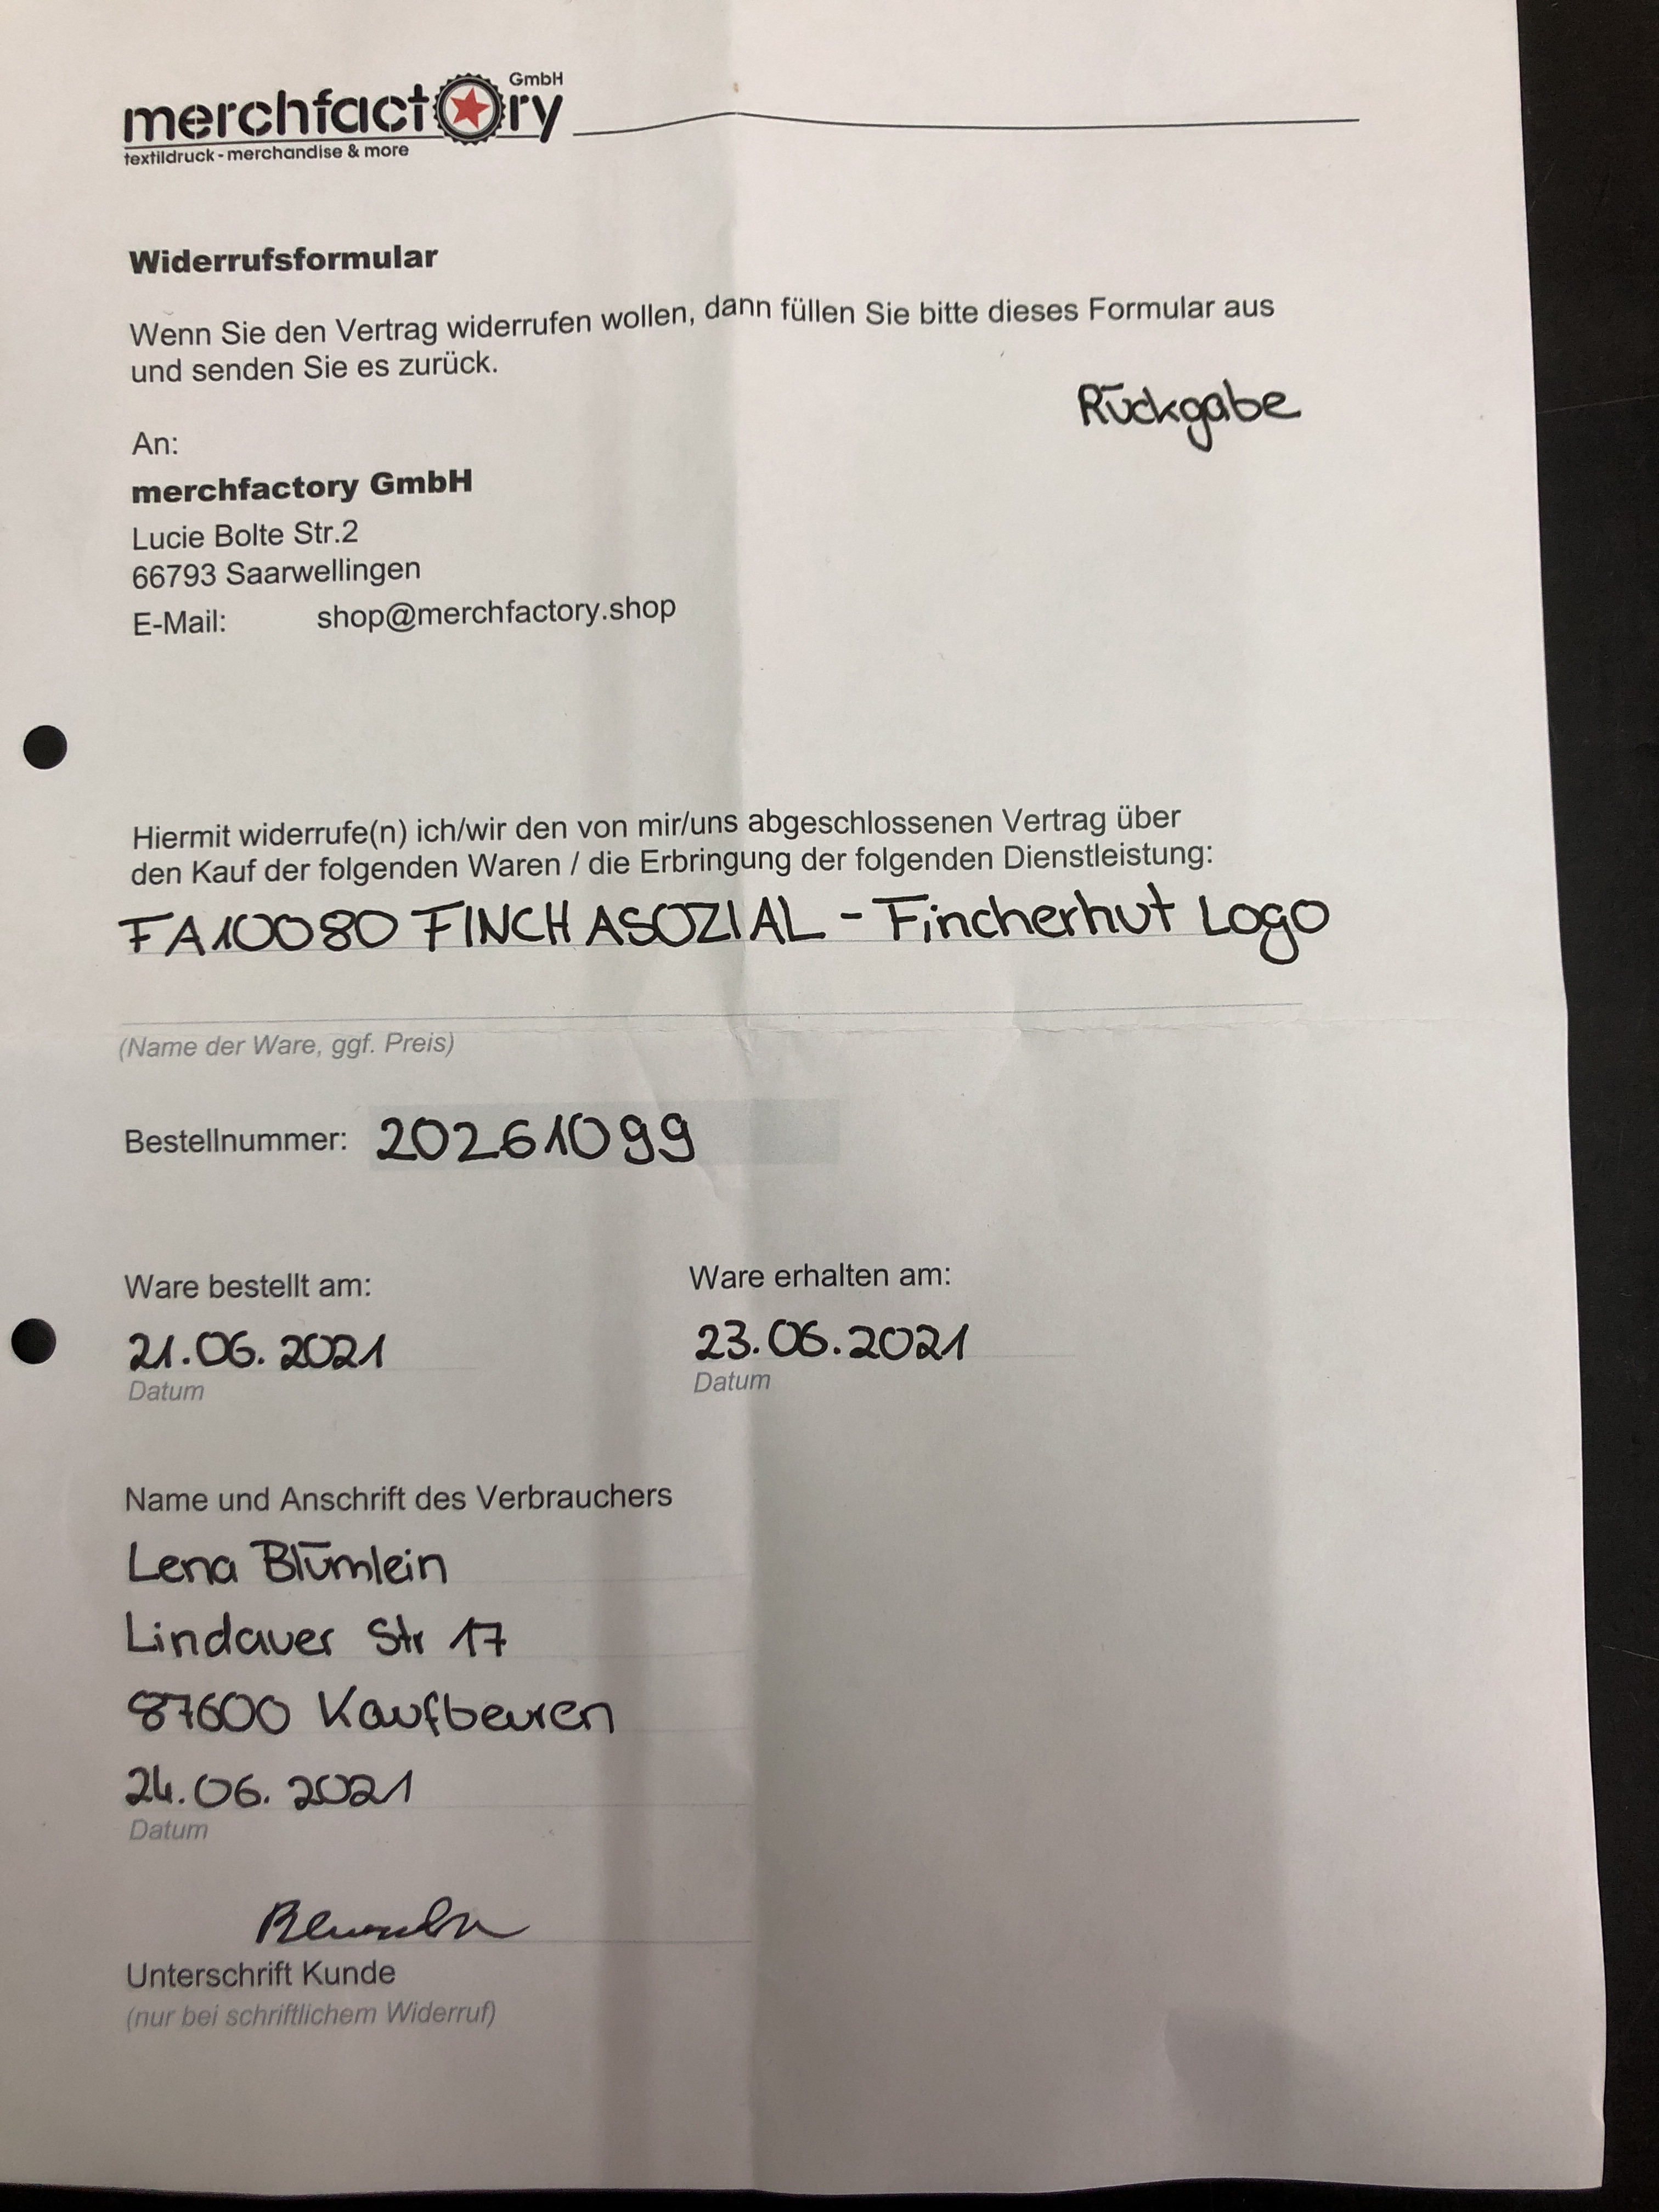 merchfactory GmbH
textildruck - merchandise & more
Widerrufsformular
Wenn Sie den Vertrag widerrufen wollen, dann füllen Sie bitte dieses Formular aus
und senden Sie es zurück.
Rückgabe
An:
merchfactory GmbH
Lucie Bolte Str.2
66793 Saarwellingen
E-Mail: shop@merchfactory.shop
Hiermit widerrufe(n) ich/wir den von mir/uns abgeschlossenen Vertrag über
den Kauf der folgenden Waren / die Erbringung der folgenden Dienstleistung:
FA10080 FINCH ASOZIAL - Fincherhut Logo
(Name der Ware, ggf. Preis)
Bestellnummer: 20261099
Ware bestellt am: Ware erhalten am:
21.06.2021 23.06.2021
Datum Datum
Name und Anschrift des Verbrauchers
Lena Blümlein
Lindauer Str 17
87600 Kaufbeuren
24.06.2021
Datum
Unterschrift Kunde
(nur bei schriftlichem Widerruf)